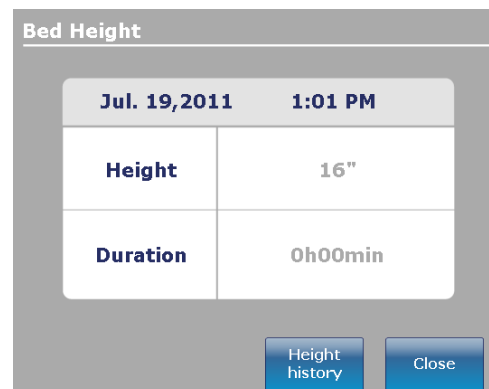 Bed Height
Jul. 19,2011 1:01 PM
Height 16"
Duration 0h00min
Height
history
Close